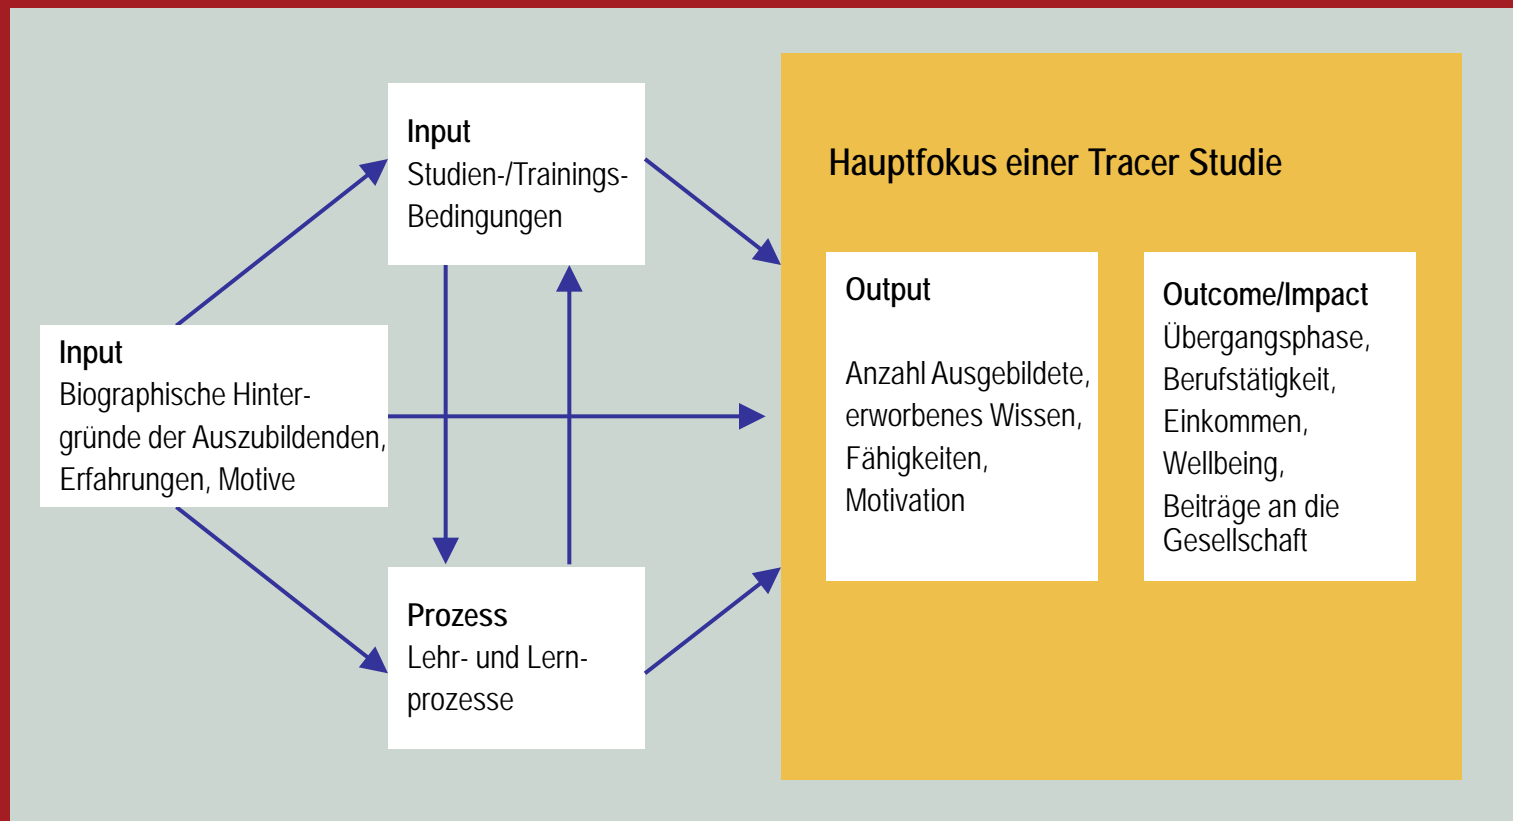 Input
Studien-/Trainings-
Bedingungen
Input
Biographische Hinter-
gründe der Auszubildenden,
Erfahrungen, Motive
Prozess
Lehr- und Lern-
prozesse
Hauptfokus einer Tracer Studie
Output
Anzahl Ausgebildete,
erworbenes Wissen,
Fähigkeiten,
Motivation
Outcome/Impact
Übergangsphase,
Berufstätigkeit,
Einkommen,
Wellbeing,
Beiträge an die
Gesellschaft